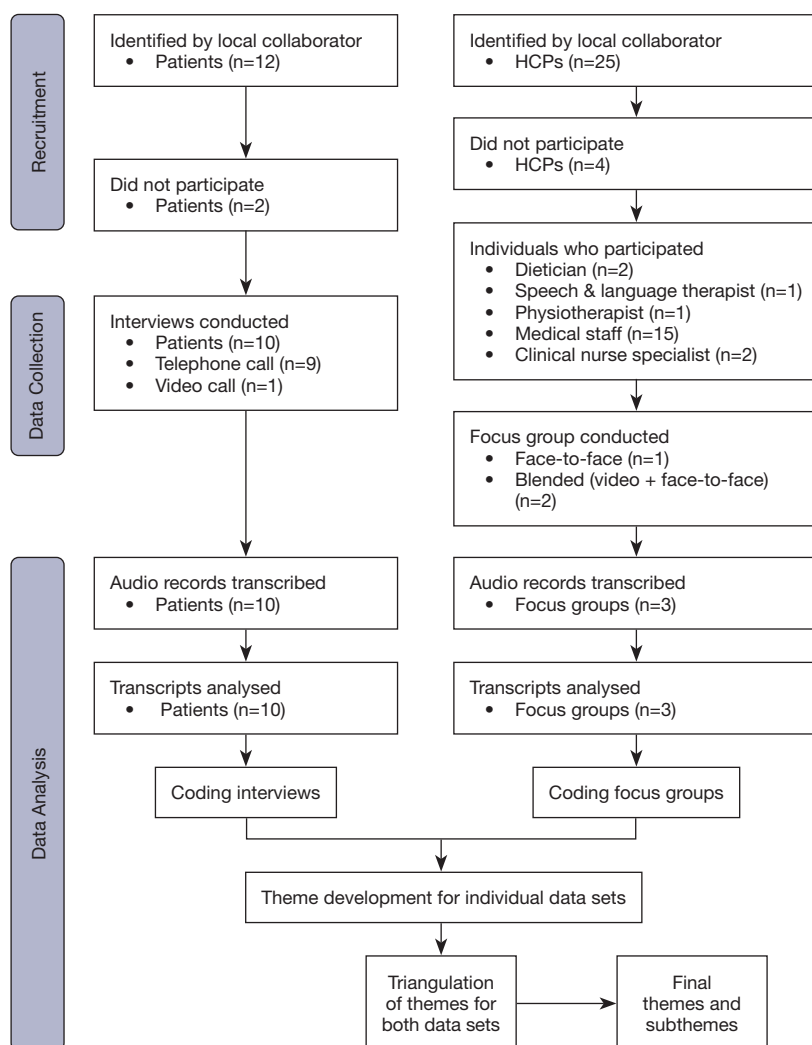 Recruitment
Identified by local collaborator
• Patients (n=12)
Did not participate
• Patients (n=2)
Identified by local collaborator
• HCPs (n=25)
Did not participate
• HCPs (n=4)
Individuals who participated
• Dietician (n=2)
• Speech & language therapist (n=1)
• Physiotherapist (n=1)
• Medical staff (n=15)
• Clinical nurse specialist (n=2)
Data Collection
Interviews conducted
• Patients (n=10)
• Telephone call (n=9)
• Video call (n=1)
Focus group conducted
• Face-to-face (n=1)
• Blended (video + face-to-face)
(n=2)
Data Analysis
Audio records transcribed
• Patients (n=10)
Transcripts analysed
• Patients (n=10)
Coding interviews
Audio records transcribed
• Focus groups (n=3)
Transcripts analysed
• Focus groups (n=3)
Coding focus groups
Theme development for individual data sets
Triangulation
of themes for
both data sets
Final
themes and
subthemes